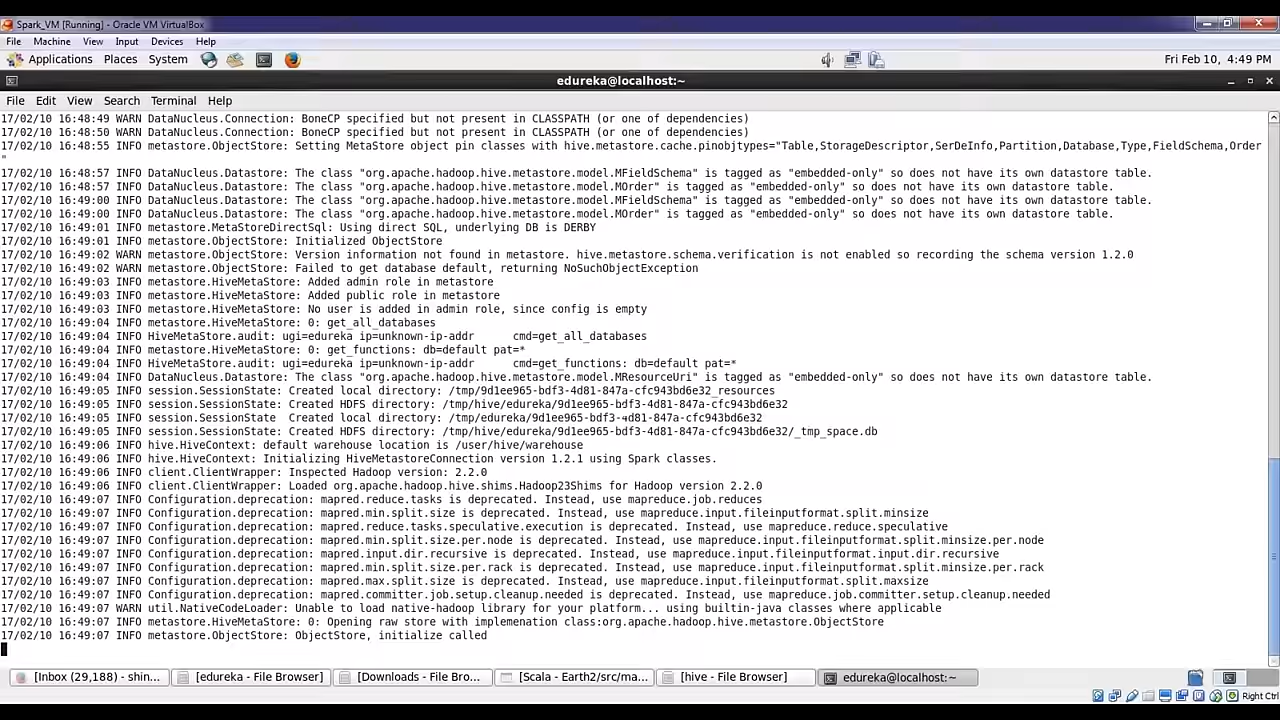 Spark_VM [Running] - Oracle VM VirtualBox
File Machine View Input Devices Help
Applications Places System Fri Feb 10, 4:49 PM
edureka@localhost:~
File Edit View Search Terminal Help
17/02/10 16:48:49 WARN DataNucleus.Connection: BoneCP specified but not present in CLASSPATH (or one of dependencies)
17/02/10 16:48:50 WARN DataNucleus.Connection: BoneCP specified but not present in CLASSPATH (or one of dependencies)
17/02/10 16:48:55 INFO metastore.ObjectStore: Setting MetaStore object pin classes with hive.metastore.cache.pinobjtypes="Table,StorageDescriptor,SerDeInfo,Partition,Database,Type,FieldSchema,Order
"
17/02/10 16:48:57 INFO DataNucleus.Datastore: The class "org.apache.hadoop.hive.metastore.model.MFieldSchema" is tagged as "embedded-only" so does not have its own datastore table.
17/02/10 16:48:57 INFO DataNucleus.Datastore: The class "org.apache.hadoop.hive.metastore.model.MOrder" is tagged as "embedded-only" so does not have its own datastore table.
17/02/10 16:49:00 INFO DataNucleus.Datastore: The class "org.apache.hadoop.hive.metastore.model.MFieldSchema" is tagged as "embedded-only" so does not have its own datastore table.
17/02/10 16:49:00 INFO DataNucleus.Datastore: The class "org.apache.hadoop.hive.metastore.model.MOrder" is tagged as "embedded-only" so does not have its own datastore table.
17/02/10 16:49:01 INFO metastore.MetaStoreDirectSql: Using direct SQL, underlying DB is DERBY
17/02/10 16:49:01 INFO metastore.ObjectStore: Initialized ObjectStore
17/02/10 16:49:02 WARN metastore.ObjectStore: Version information not found in metastore. hive.metastore.schema.verification is not enabled so recording the schema version 1.2.0
17/02/10 16:49:02 WARN metastore.ObjectStore: Failed to get database default, returning NoSuchObjectException
17/02/10 16:49:03 INFO metastore.HiveMetaStore: Added admin role in metastore
17/02/10 16:49:03 INFO metastore.HiveMetaStore: Added public role in metastore
17/02/10 16:49:03 INFO metastore.HiveMetaStore: No user is added in admin role, since config is empty
17/02/10 16:49:04 INFO metastore.HiveMetaStore: 0: get_all_databases
17/02/10 16:49:04 INFO HiveMetaStore.audit: ugi=edureka ip=unknown-ip-addr cmd=get_all_databases
17/02/10 16:49:04 INFO metastore.HiveMetaStore: 0: get_functions: db=default pat=*
17/02/10 16:49:04 INFO HiveMetaStore.audit: ugi=edureka ip=unknown-ip-addr cmd=get_functions: db=default pat=*
17/02/10 16:49:04 INFO DataNucleus.Datastore: The class "org.apache.hadoop.hive.metastore.model.MResourceUri" is tagged as "embedded-only" so does not have its own datastore table.
17/02/10 16:49:05 INFO session.SessionState: Created local directory: /tmp/9d1ee965-bdf3-4d81-847a-cfc943bd6e32_resources
17/02/10 16:49:05 INFO session.SessionState: Created HDFS directory: /tmp/hive/edureka/9d1ee965-bdf3-4d81-847a-cfc943bd6e32
17/02/10 16:49:05 INFO session.SessionState Created local directory: /tmp/edureka/9d1ee965-bdf3-4d81-847a-cfc943bd6e32
17/02/10 16:49:05 INFO session.SessionState: Created HDFS directory: /tmp/hive/edureka/9d1ee965-bdf3-4d81-847a-cfc943bd6e32/_tmp_space.db
17/02/10 16:49:06 INFO hive.HiveContext: default warehouse location is /user/hive/warehouse
17/02/10 16:49:06 INFO hive.HiveContext: Initializing HiveMetastoreConnection version 1.2.1 using Spark classes.
17/02/10 16:49:06 INFO client.ClientWrapper: Inspected Hadoop version: 2.2.0
17/02/10 16:49:06 INFO client.ClientWrapper: Loaded org.apache.hadoop.hive.shims.Hadoop23Shims for Hadoop version 2.2.0
17/02/10 16:49:06 INFO Configuration.deprecation: mapred.reduce.tasks is deprecated. Instead, use mapreduce.job.reduces
17/02/10 16:49:07 INFO Configuration.deprecation: mapred.min.split.size is deprecated. Instead, use mapreduce.input.fileinputformat.split.minsize
17/02/10 16:49:07 INFO Configuration.deprecation: mapred.reduce.tasks.speculative.execution is deprecated. Instead, use mapreduce.reduce.speculative
17/02/10 16:49:07 INFO Configuration.deprecation: mapred.min.split.size.per.node is deprecated. Instead, use mapreduce.input.fileinputformat.split.minsize.per.node
17/02/10 16:49:07 INFO Configuration.deprecation: mapred.input.dir.recursive is deprecated. Instead, use mapreduce.input.fileinputformat.input.dir.recursive
17/02/10 16:49:07 INFO Configuration.deprecation: mapred.min.split.size.per.rack is deprecated. Instead, use mapreduce.input.fileinputformat.split.minsize.per.rack
17/02/10 16:49:07 INFO Configuration.deprecation: mapred.max.split.size is deprecated. Instead, use mapreduce.input.fileinputformat.split.maxsize
17/02/10 16:49:07 INFO Configuration.deprecation: mapred.committer.job.setup.cleanup.needed is deprecated. Instead, use mapreduce.job.committer.setup.cleanup.needed
17/02/10 16:49:07 WARN util.NativeCodeLoader: Unable to load native-hadoop library for your platform... using builtin-java classes where applicable
17/02/10 16:49:07 INFO metastore.HiveMetaStore: 0: Opening raw store with implemenation class:org.apache.hadoop.hive.metastore.ObjectStore
17/02/10 16:49:07 INFO metastore.ObjectStore: ObjectStore, initialize called
[Inbox (29,188) - shin... [edureka - File Browser] [Downloads - File Bro... [Scala - Earth2/src/ma... [hive - File Browser] edureka@localhost:~
Right Ctrl